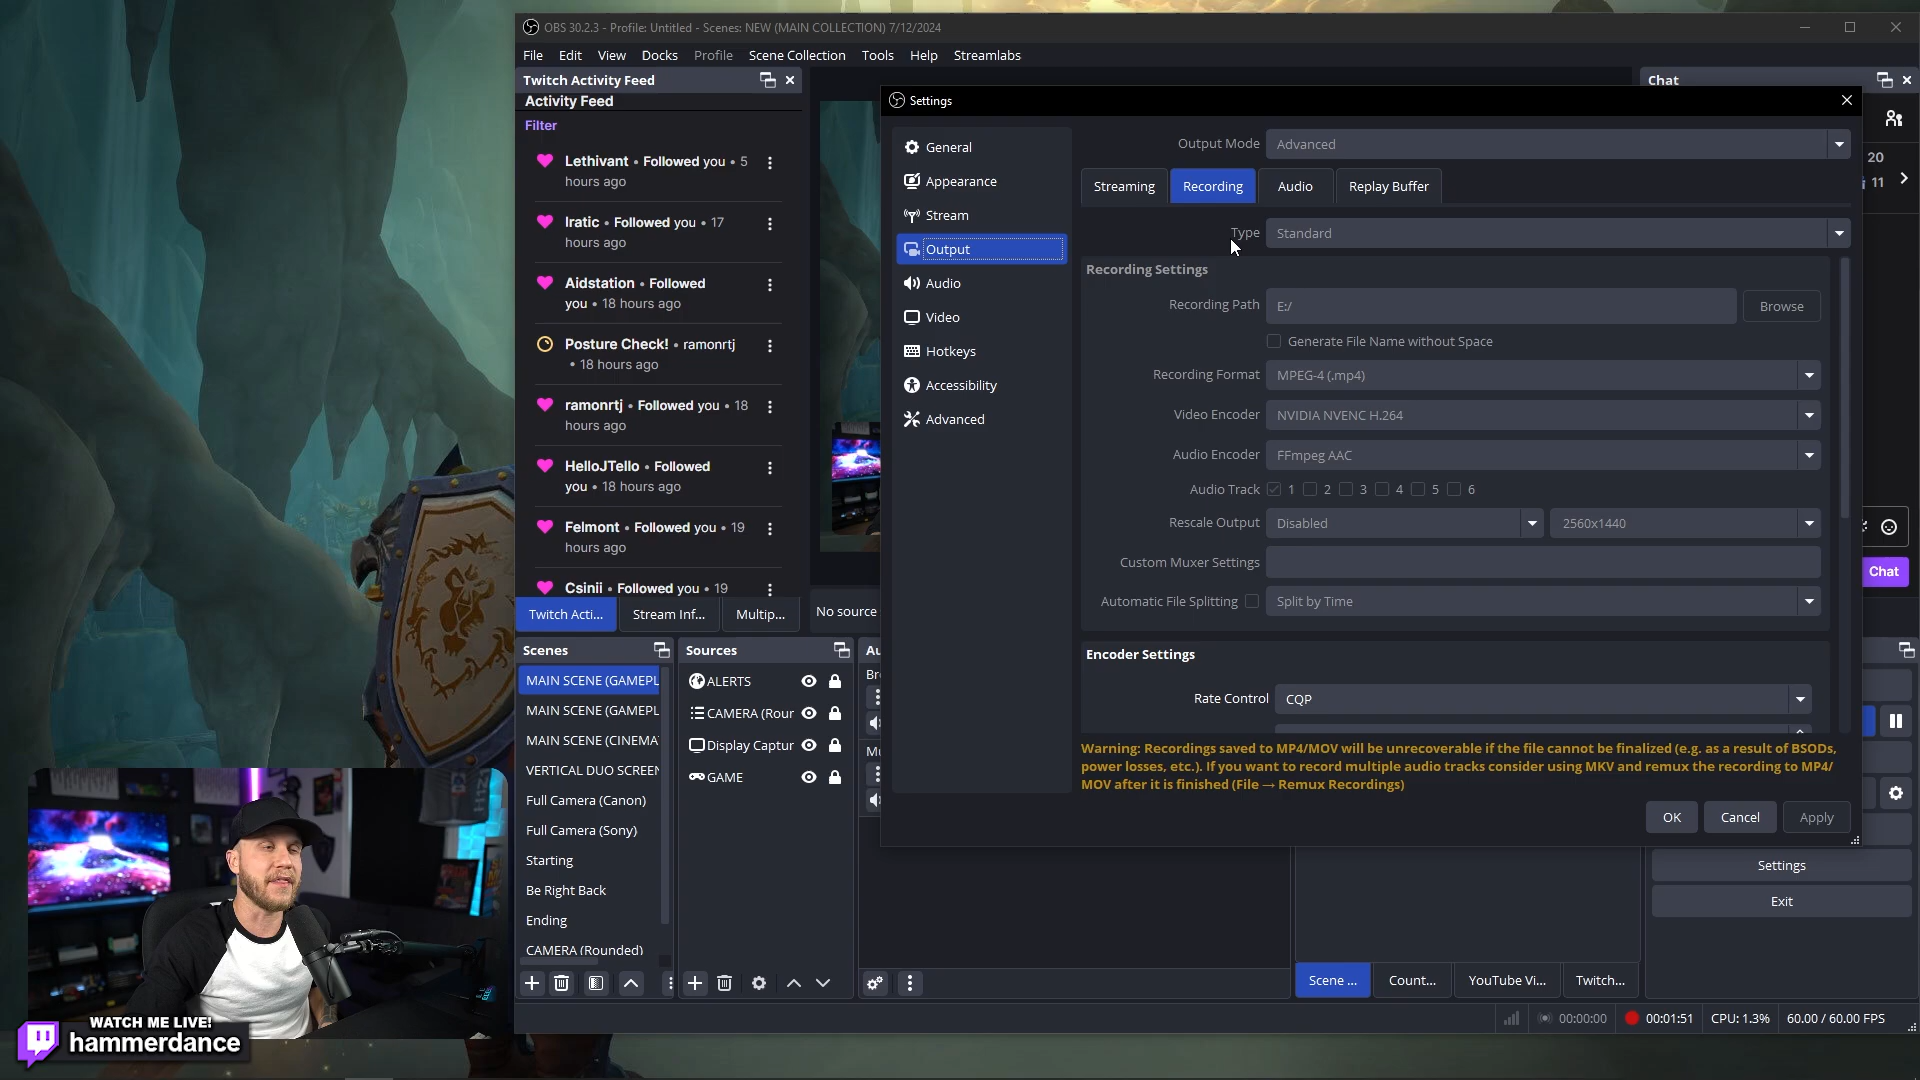 OBS 30.2.3 - Profile: Untitled - Scenes: NEW (MAIN COLLECTION) 7/12/2024
File Edit View Docks Profile Scene Collection Tools Help Streamlabs
Twitch Activity Feed
Activity Feed
Filter
Lethivant • Followed you • 5
hours ago
Iratic • Followed you • 17
hours ago
Aidstation • Followed
you • 18 hours ago
Posture Check! • ramonrtj
• 18 hours ago
ramonrtj • Followed you • 18
hours ago
HelloJTello • Followed
you • 18 hours ago
Felmont • Followed you • 19
hours ago
Csinii • Followed you • 19
Twitch Acti... Stream Inf... Multip...
No source
Scenes
MAIN SCENE (GAMEPL
MAIN SCENE (GAMEPL
MAIN SCENE (CINEMA
VERTICAL DUO SCREEN
Full Camera (Canon)
Full Camera (Sony)
Starting
Be Right Back
Ending
CAMERA (Rounded)
Sources
ALERTS
CAMERA (Rour
Display Captur
GAME
Au
Br
Mu
Settings
General
Appearance
Stream
Output
Audio
Video
Hotkeys
Accessibility
Advanced
Output Mode Advanced
Streaming Recording Audio Replay Buffer
Type Standard
Recording Settings
Recording Path E:/ Browse
Generate File Name without Space
Recording Format MPEG-4 (.mp4)
Video Encoder NVIDIA NVENC H.264
Audio Encoder FFmpeg AAC
Audio Track 1 2 3 4 5 6
Rescale Output Disabled 2560x1440
Custom Muxer Settings
Automatic File Splitting Split by Time
Encoder Settings
Rate Control CQP
Warning: Recordings saved to MP4/MOV will be unrecoverable if the file cannot be finalized (e.g. as a result of BSODs,
power losses, etc.). If you want to record multiple audio tracks consider using MKV and remux the recording to MP4/
MOV after it is finished (File → Remux Recordings)
OK Cancel Apply
Chat
20
11
Chat
Settings
Exit
Scene ... Count... YouTube Vi... Twitch...
00:00:00 00:01:51 CPU: 1.3% 60.00 / 60.00 FPS
WATCH ME LIVE!
hammerdance